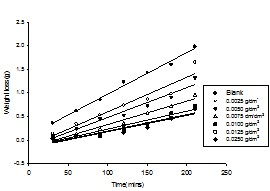 2.5
2.0
1.5
1.0
0.5
0.0
-0.5
Weight loss(g)
0
50
100
150
200
250
Time(mins)
Blank
0.0025 g/dm³
0.0050 g/dm³
0.0075 dm/dm³
0.0100 g/dm³
0.0125 g/dm³
0.0250 g/dm³